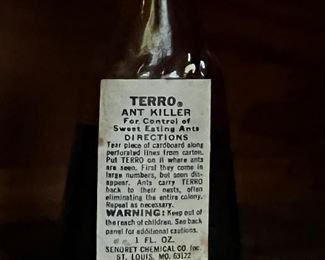 TERRO®
ANT KILLER
For Control of
Sweet Eating Ants
DIRECTIONS
Tear piece of cardboard along
perforated lines from carton.
Put TERRO on it where ants
are seen. First they come in
large numbers, but soon dis-
appear. Ants carry TERRO
back to their nests, often
eliminating the entire colony.
Repeat as necessary.
WARNING: Keep out of
the reach of children. See back
panel for additional cautions.
1 FL. OZ.
SENORET CHEMICAL CO. Inc.
ST. LOUIS, MO. 63122